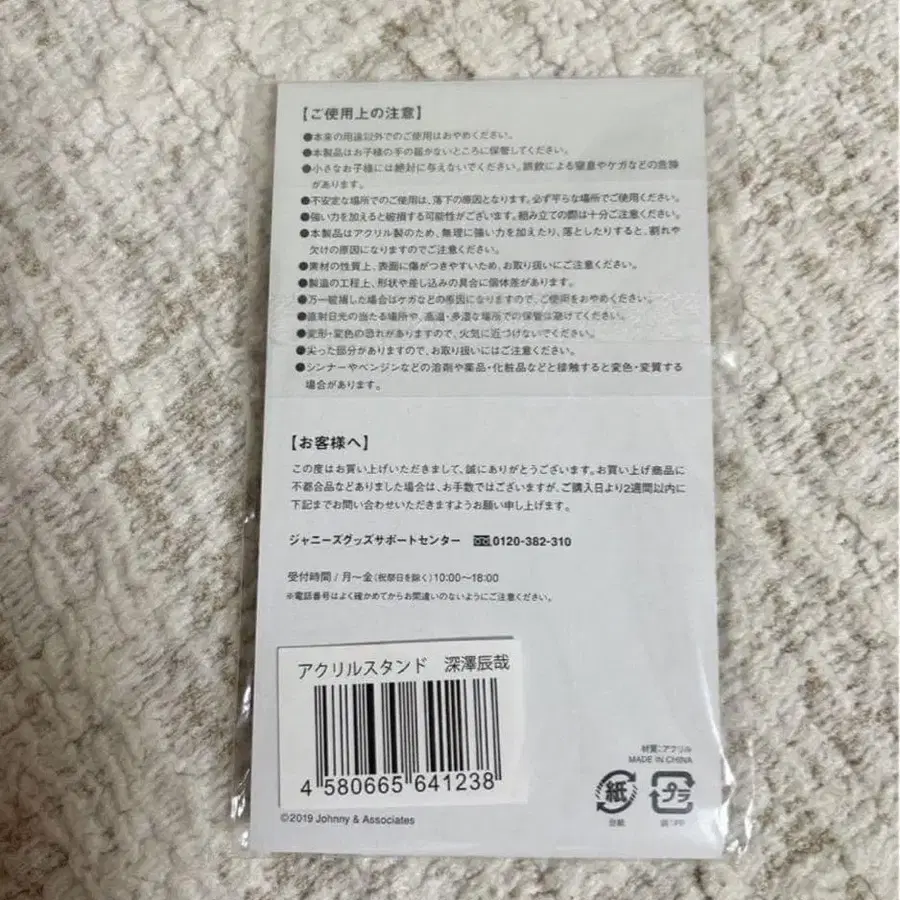 【ご使用上の注意】
●本来の用途以外でのご使用はおやめください。
●本製品はお子様の手の届かないところに保管してください。
●小さなお子様には絶対に与えないでください。誤飲による窒息やケガなどの危険
があります。
●不安定な場所でのご使用は、落下の原因となります。必ず平らな場所でご使用ください。
●強い力を加えると破損する可能性がございます。組み立ての際は十分ご注意ください。
●本製品はアクリル製のため、無理に強い力を加えたり、落としたりすると、割れや
欠けの原因になりますのでご注意ください。
●素材の性質上、表面に傷がつきやすいため、お取り扱いにご注意ください。
●製造の工程上、形状や差し込みの具合に個体差があります。
●万一破損した場合はケガなどの原因になりますので、ご使用をおやめください。
●直射日光の当たる場所や、高温・多湿な場所での保管は避けてください。
●変形・変色の恐れがありますので、火気に近づけないでください。
●尖った部分がありますので、お取り扱いにはご注意ください。
●シンナーやベンジンなどの溶剤や薬品・化粧品などと接触すると変色・変質する
場合があります。
【お客様へ】
この度はお買い上げいただきまして、誠にありがとうございます。お買い上げ商品に
不都合品などありました場合は、お手数ではございますが、ご購入日より2週間以内に
下記までお問い合わせいただきますようお願い申し上げます。
ジャニーズグッズサポートセンター 0120-382-310
受付時間 / 月〜金(祝祭日を除く)10:00〜18:00
※電話番号はよく確かめてからお間違いのないようにご注意ください。
アクリルスタンド 深澤辰哉
4 580665 641238
©2019 Johnny & Associates
材質:アクリル
MADE IN CHINA
紙 プラ
台紙 袋:PP